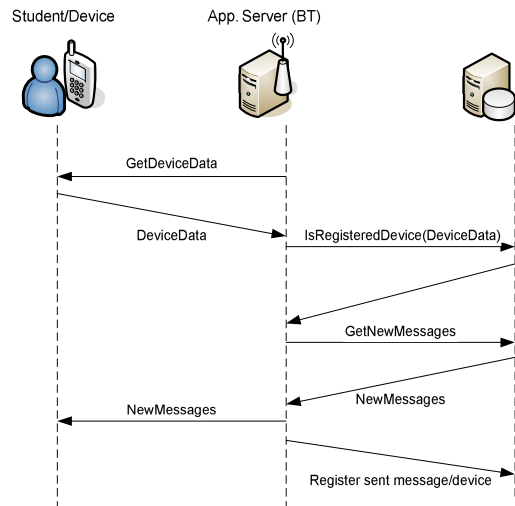 Student/Device
App. Server (BT)
GetDeviceData
DeviceData
IsRegisteredDevice(DeviceData)
GetNewMessages
NewMessages
NewMessages
Register sent message/device